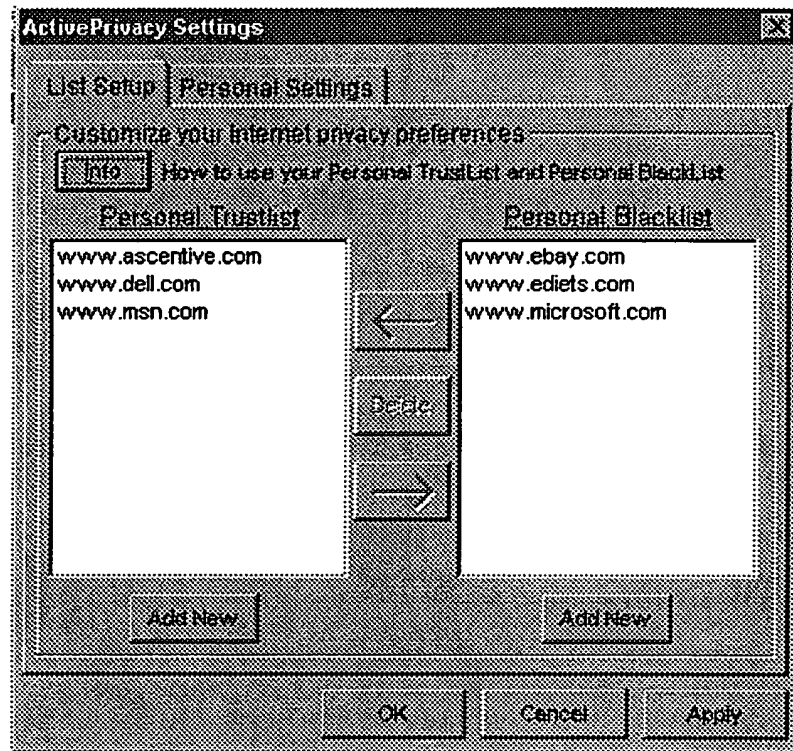 ActivePrivacy Settings
List Setup Personal Settings
Customize your Internet privacy preferences
Info How to use your Personal TrustList and Personal BlackList
Personal Trustlist Personal Blacklist
www.ascentive.com www.ebay.com
www.dell.com www.ediets.com
www.msn.com www.microsoft.com
Delete
Add New Add New
OK Cancel Apply